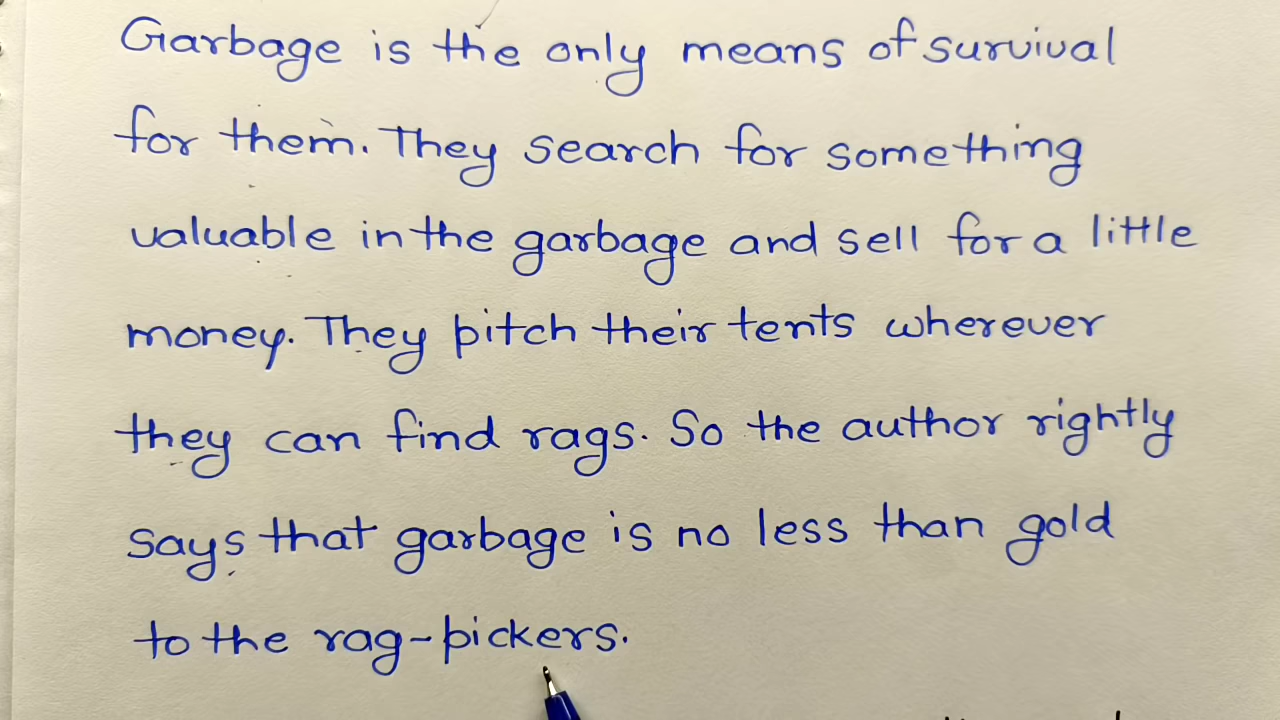 Garbage is the only means of survival
for them. They search for something
valuable in the garbage and sell for a little
money. They pitch their tents wherever
they can find rags. So the author rightly
says that garbage is no less than gold
to the rag-pickers.